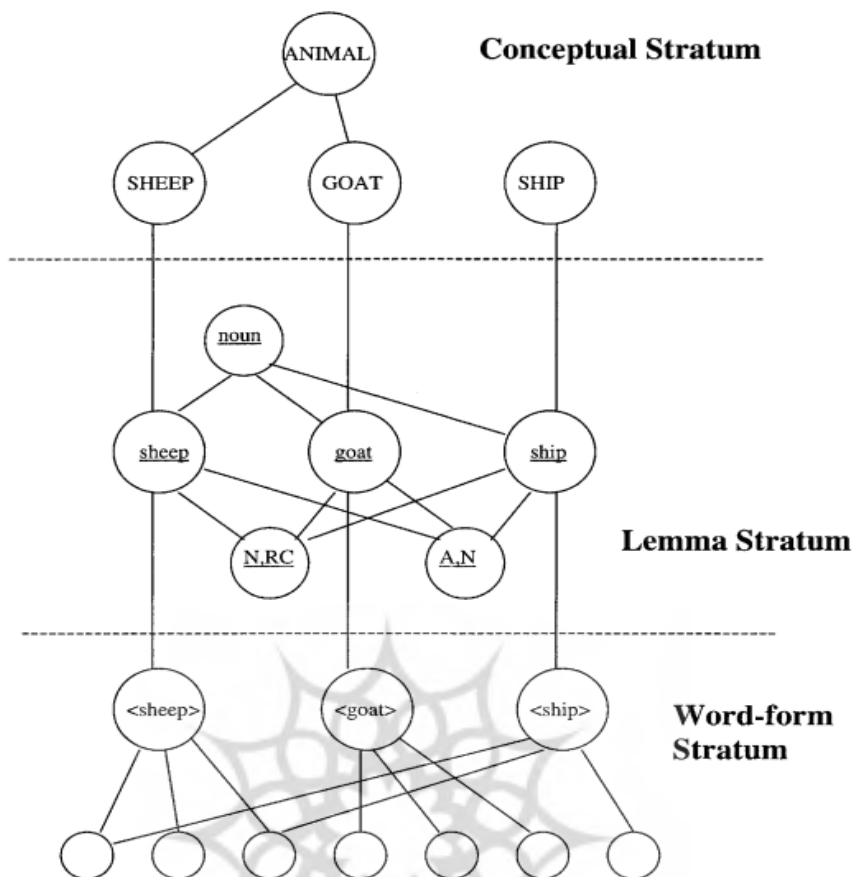 ANIMAL
Conceptual Stratum
SHEEP
GOAT
SHIP
noun
sheep
goat
ship
N,RC
A,N
Lemma Stratum
<sheep>
<goat>
<ship>
Word-form
Stratum